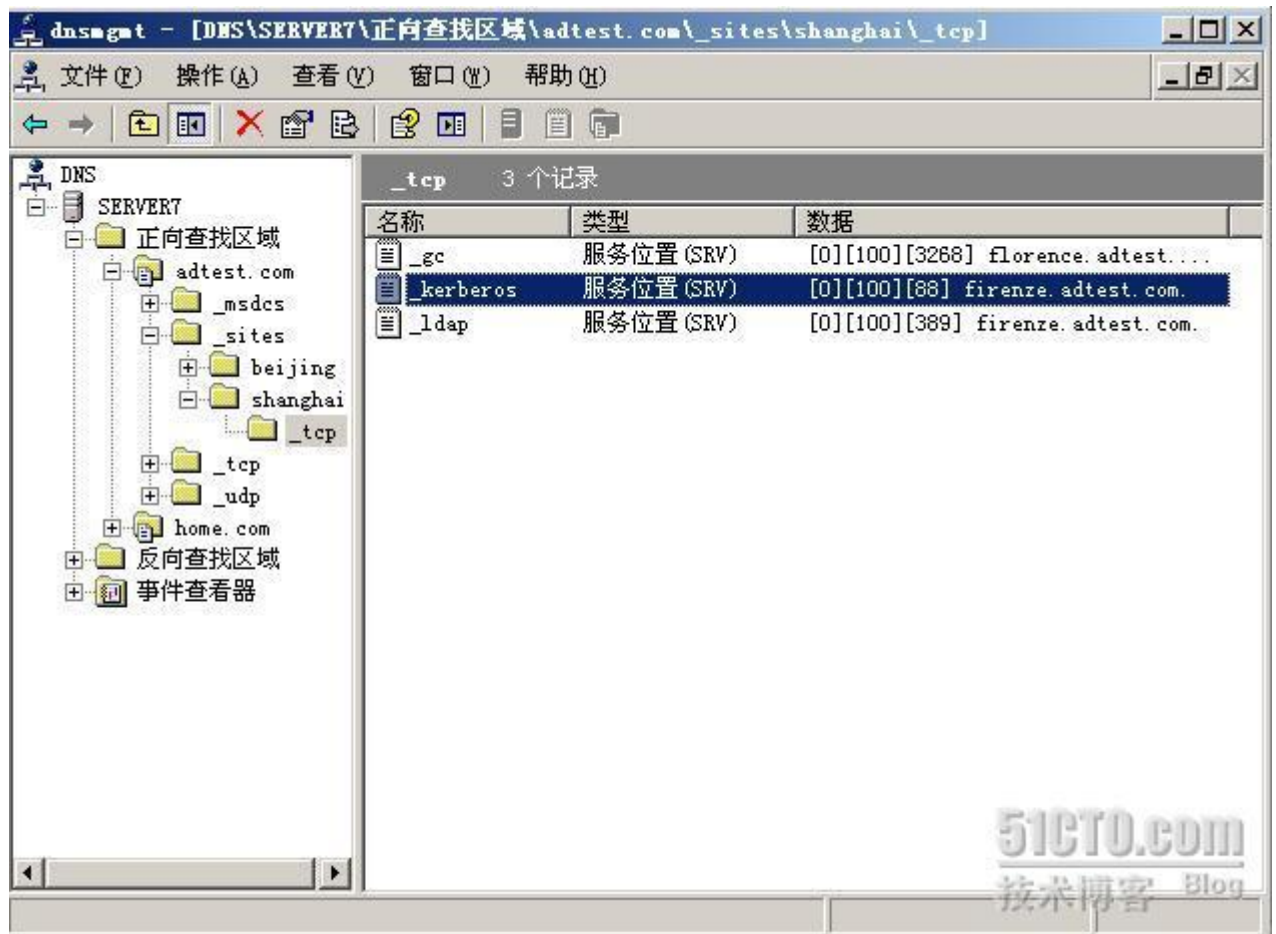 dnsmgmt - [DNS\SERVER7\正向查找区域\adtest.com\_sites\shanghai\_tcp]
文件(F) 操作(A) 查看(V) 窗口(W) 帮助(H)
DNS
SERVER7
正向查找区域
adtest.com
_msdcs
_sites
beijing
shanghai
_tcp
_tcp
_udp
home.com
反向查找区域
事件查看器
_tcp 3 个记录
名称 类型 数据
_gc 服务位置(SRV) [0][100][3268] florence.adtest....
_kerberos 服务位置(SRV) [0][100][88] firenze.adtest.com.
_ldap 服务位置(SRV) [0][100][389] firenze.adtest.com.
51CTO.com
技术博客 Blog